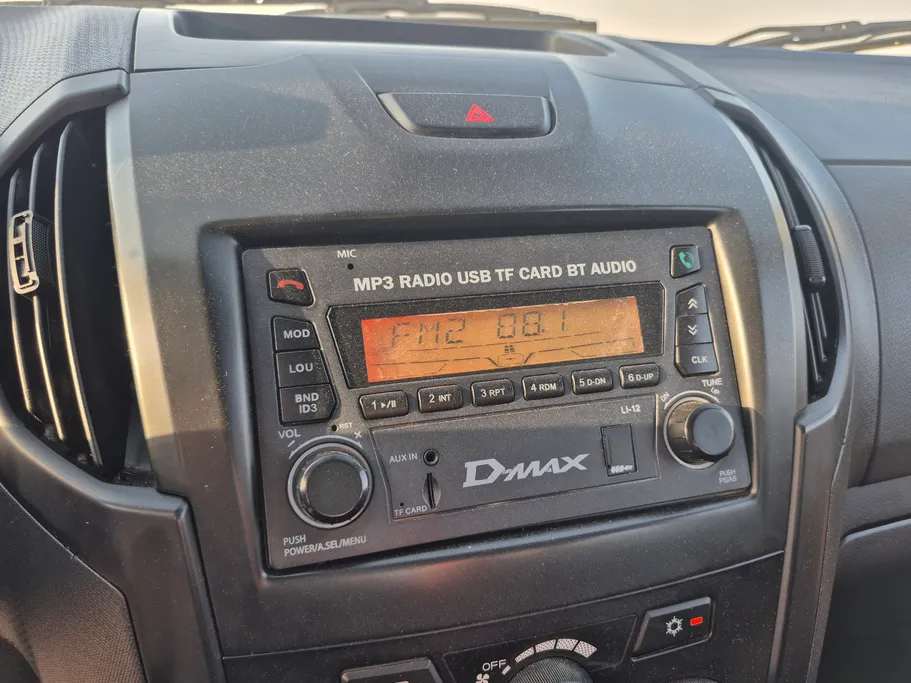 MIC
MP3 RADIO USB TF CARD BT AUDIO
FM2 88.1
MOD
LOU
BND
ID3
CLK
1 ▶/II
2 INT
3 RPT
4 RDM
5 D-DN
6 D-UP
RST
VOL
AUX IN
TF CARD
D-MAX
LI-12
DN
TUNE
PUSH
PS/AS
PUSH
POWER/A.SEL/MENU
OFF